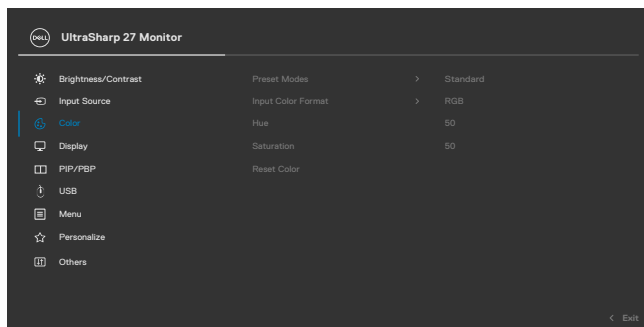 DELL UltraSharp 27 Monitor
Brightness/Contrast Preset Modes > Standard
Input Source Input Color Format > RGB
Color Hue 50
Display Saturation 50
PIP/PBP Reset Color
USB
Menu
Personalize
Others
< Exit